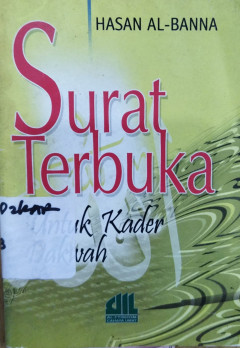 HASAN AL-BANNA
Surat
Terbuka
Untuk Kader
Dakwah